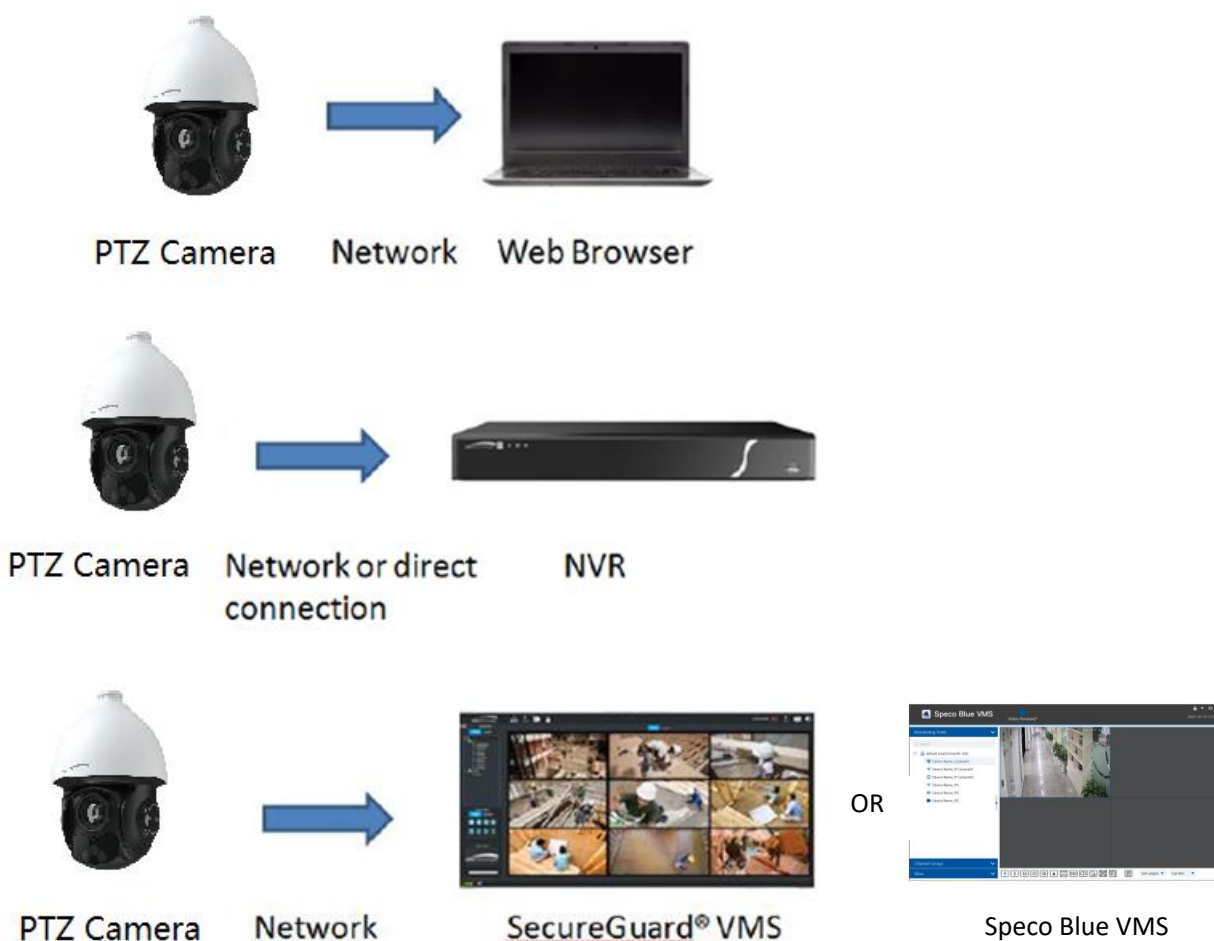 PTZ Camera
Network
Web Browser
PTZ Camera
Network or direct
connection
NVR
OR
Speco Blue VMS
PTZ Camera
Network
SecureGuard® VMS
Speco Blue VMS